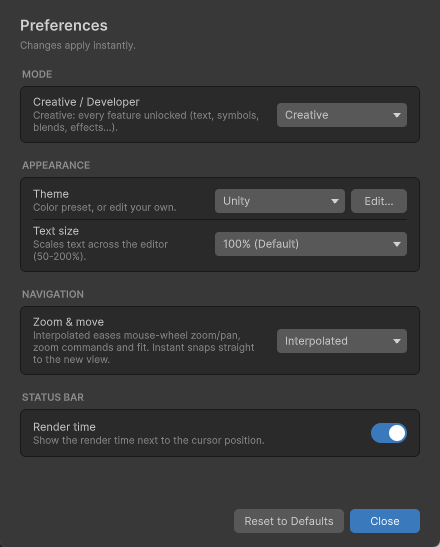 Preferences
Changes apply instantly.
MODE
Creative / Developer
Creative: every feature unlocked (text, symbols,
blends, effects...).
Creative
APPEARANCE
Theme
Color preset, or edit your own.
Unity
Edit...
Text size
Scales text across the editor
(50-200%).
100% (Default)
NAVIGATION
Zoom & move
Interpolated eases mouse-wheel zoom/pan,
zoom commands and fit. Instant snaps straight
to the new view.
Interpolated
STATUS BAR
Render time
Show the render time next to the cursor position.
Reset to Defaults
Close